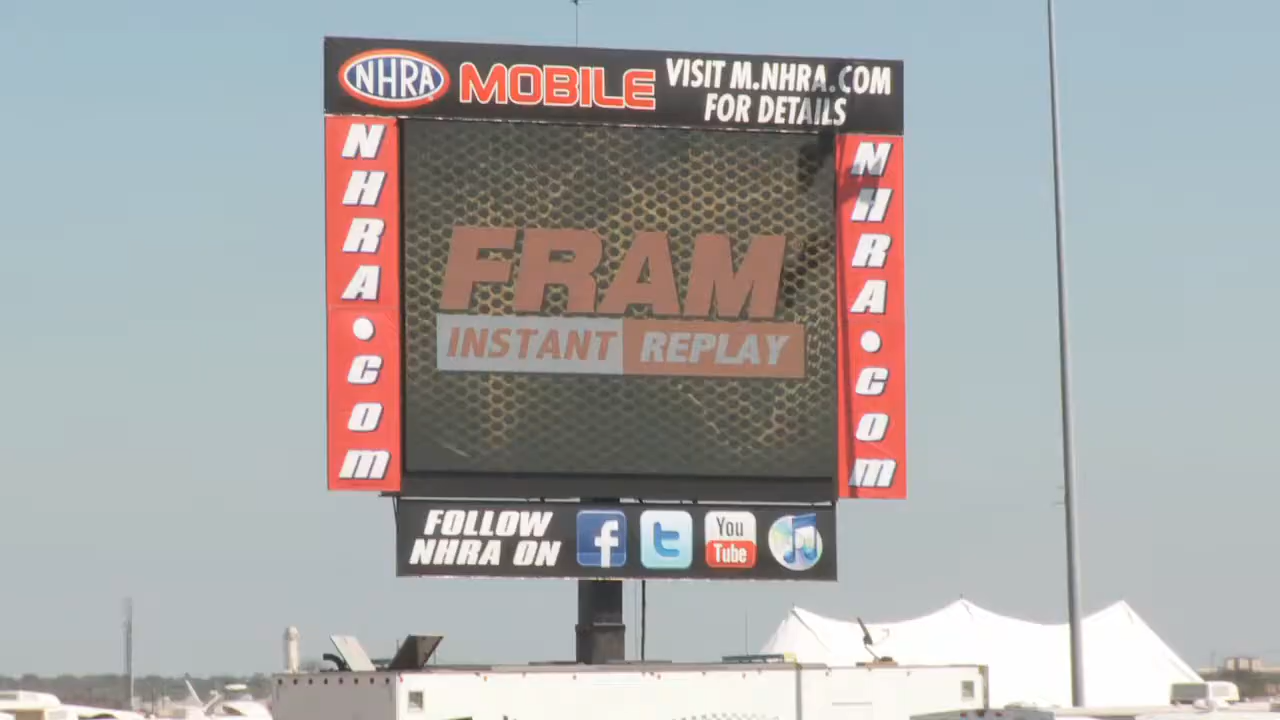 NHRA MOBILE VISIT M.NHRA.COM
FOR DETAILS
NHRA.COM
FRAM
INSTANT REPLAY
NHRA.COM
FOLLOW
NHRA ON
f
t
You
Tube